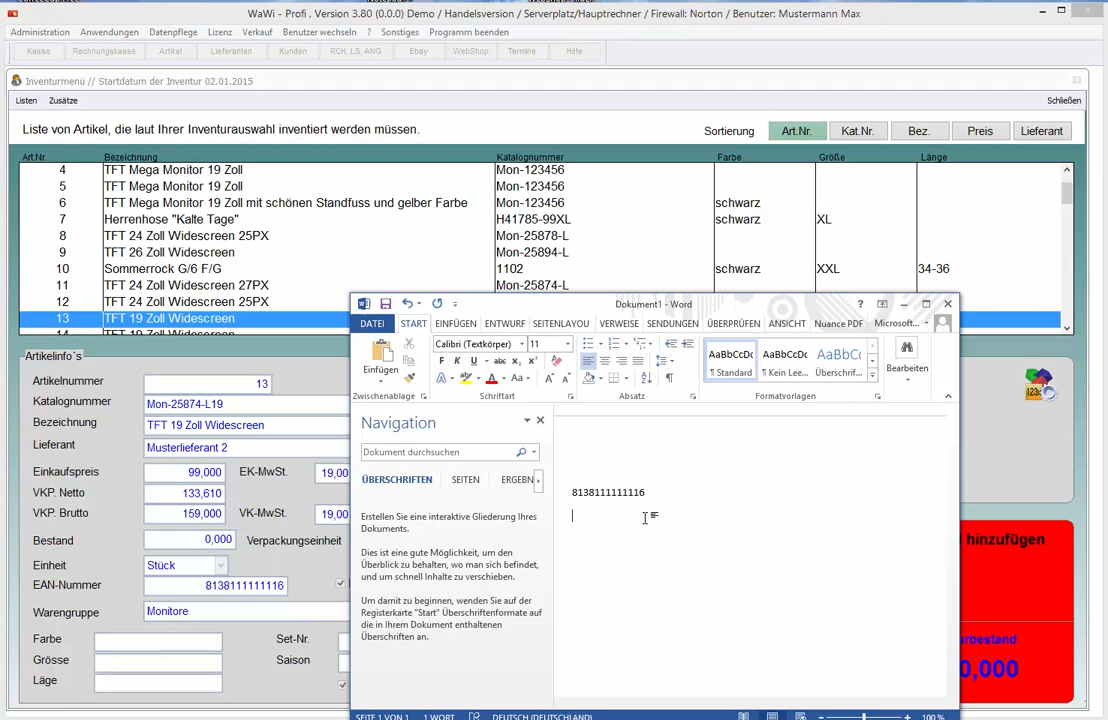 WaWi - Profi , Version 3.80 (0.0.0) Demo / Handelsversion / Serverplatz/Hauptrechner / Firewall: Norton / Benutzer: Mustermann Max
Administration Anwendungen Datenpflege Lizenz Verkauf Benutzer wechseln ? Sonstiges Programm beenden
Kasse Rechnungskasse Artikel Lieferanten Kunden RCH, LS, ANG Ebay WebShop Termine Hilfe
Inventurmenü // Startdatum der Inventur 02.01.2015
Listen Zusätze Schließen
Liste von Artikel, die laut Ihrer Inventurauswahl inventiert werden müssen. Sortierung Art.Nr. Kat.Nr. Bez. Preis Lieferant
Art.Nr. Bezeichnung Katalognummer Farbe Größe Länge
4 TFT Mega Monitor 19 Zoll Mon-123456
5 TFT Mega Monitor 19 Zoll Mon-123456
6 TFT Mega Monitor 19 Zoll mit schönen Standfuss und gelber Farbe Mon-123456 schwarz
7 Herrenhose "Kalte Tage" H41785-99XL schwarz XL
8 TFT 24 Zoll Widescreen 25PX Mon-25878-L
9 TFT 26 Zoll Widescreen Mon-25894-L
10 Sommerrock G/6 F/G 1102 schwarz XXL 34-36
11 TFT 24 Zoll Widescreen 27PX Mon-25874-L
12 TFT 24 Zoll Widescreen 25PX
13 TFT 19 Zoll Widescreen
Artikelinfo´s
Artikelnummer 13
Katalognummer Mon-25874-L19
Bezeichnung TFT 19 Zoll Widescreen
Lieferant Musterlieferant 2
Einkaufspreis 99,000 EK-MwSt. 19,00
VKP. Netto 133,610
VKP. Brutto 159,000 VK-MwSt. 19,00
Bestand 0,000 Verpackungseinheit
Einheit Stück
EAN-Nummer 8138111111116
Warengruppe Monitore
Farbe Set-Nr.
Grösse Saison
Läge
hinzufügen
urbestand
0,000
Dokument1 - Word
DATEI START EINFÜGEN ENTWURF SEITENLAYOU VERWEISE SENDUNGEN ÜBERPRÜFEN ANSICHT Nuance PDF Microsoft...
Einfügen
Calibri (Textkörper) 11
F K U abc x₂ x²
AaBbCcDc AaBbCcDc AaBbCc
¶ Standard ¶ Kein Lee... Überschrif...
Bearbeiten
Zwischenablage Schriftart Absatz Formatvorlagen
Navigation
Dokument durchsuchen
ÜBERSCHRIFTEN SEITEN ERGEBN
Erstellen Sie eine interaktive Gliederung Ihres
Dokuments.
Dies ist eine gute Möglichkeit, um den
Überblick zu behalten, wo man sich befindet,
und um schnell Inhalte zu verschieben.
Um damit zu beginnen, wenden Sie auf der
Registerkarte "Start" Überschriftenformate auf
die in Ihrem Dokument enthaltenen
Überschriften an.
8138111111116
SEITE 1 VON 1 1 WORT DEUTSCH (DEUTSCHLAND) 100 %